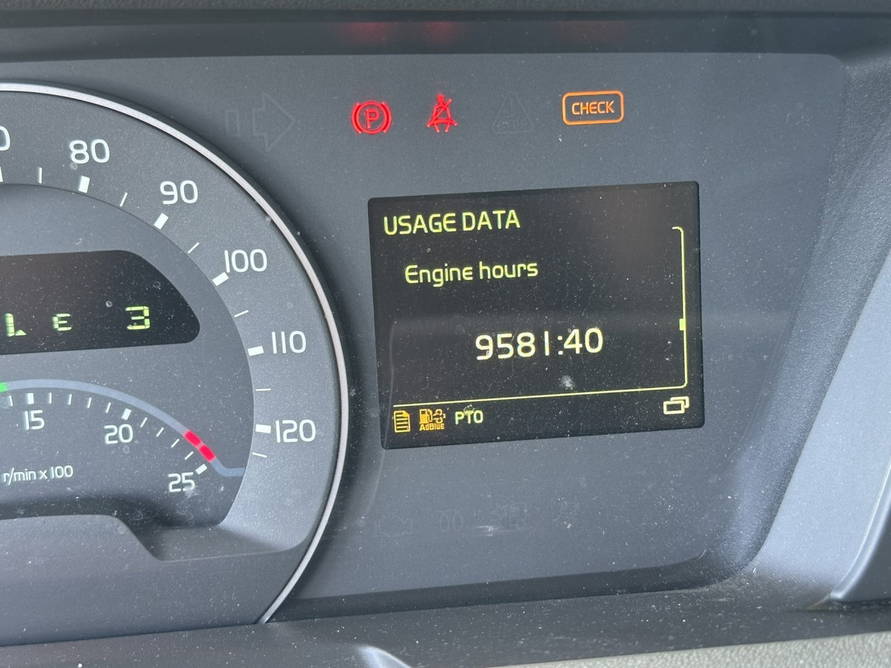 P
CHECK
80
90
100
110
120
USAGE DATA
Engine hours
9581:40
AdBlue
PTO
L E 3
15
20
25
r/min x 100